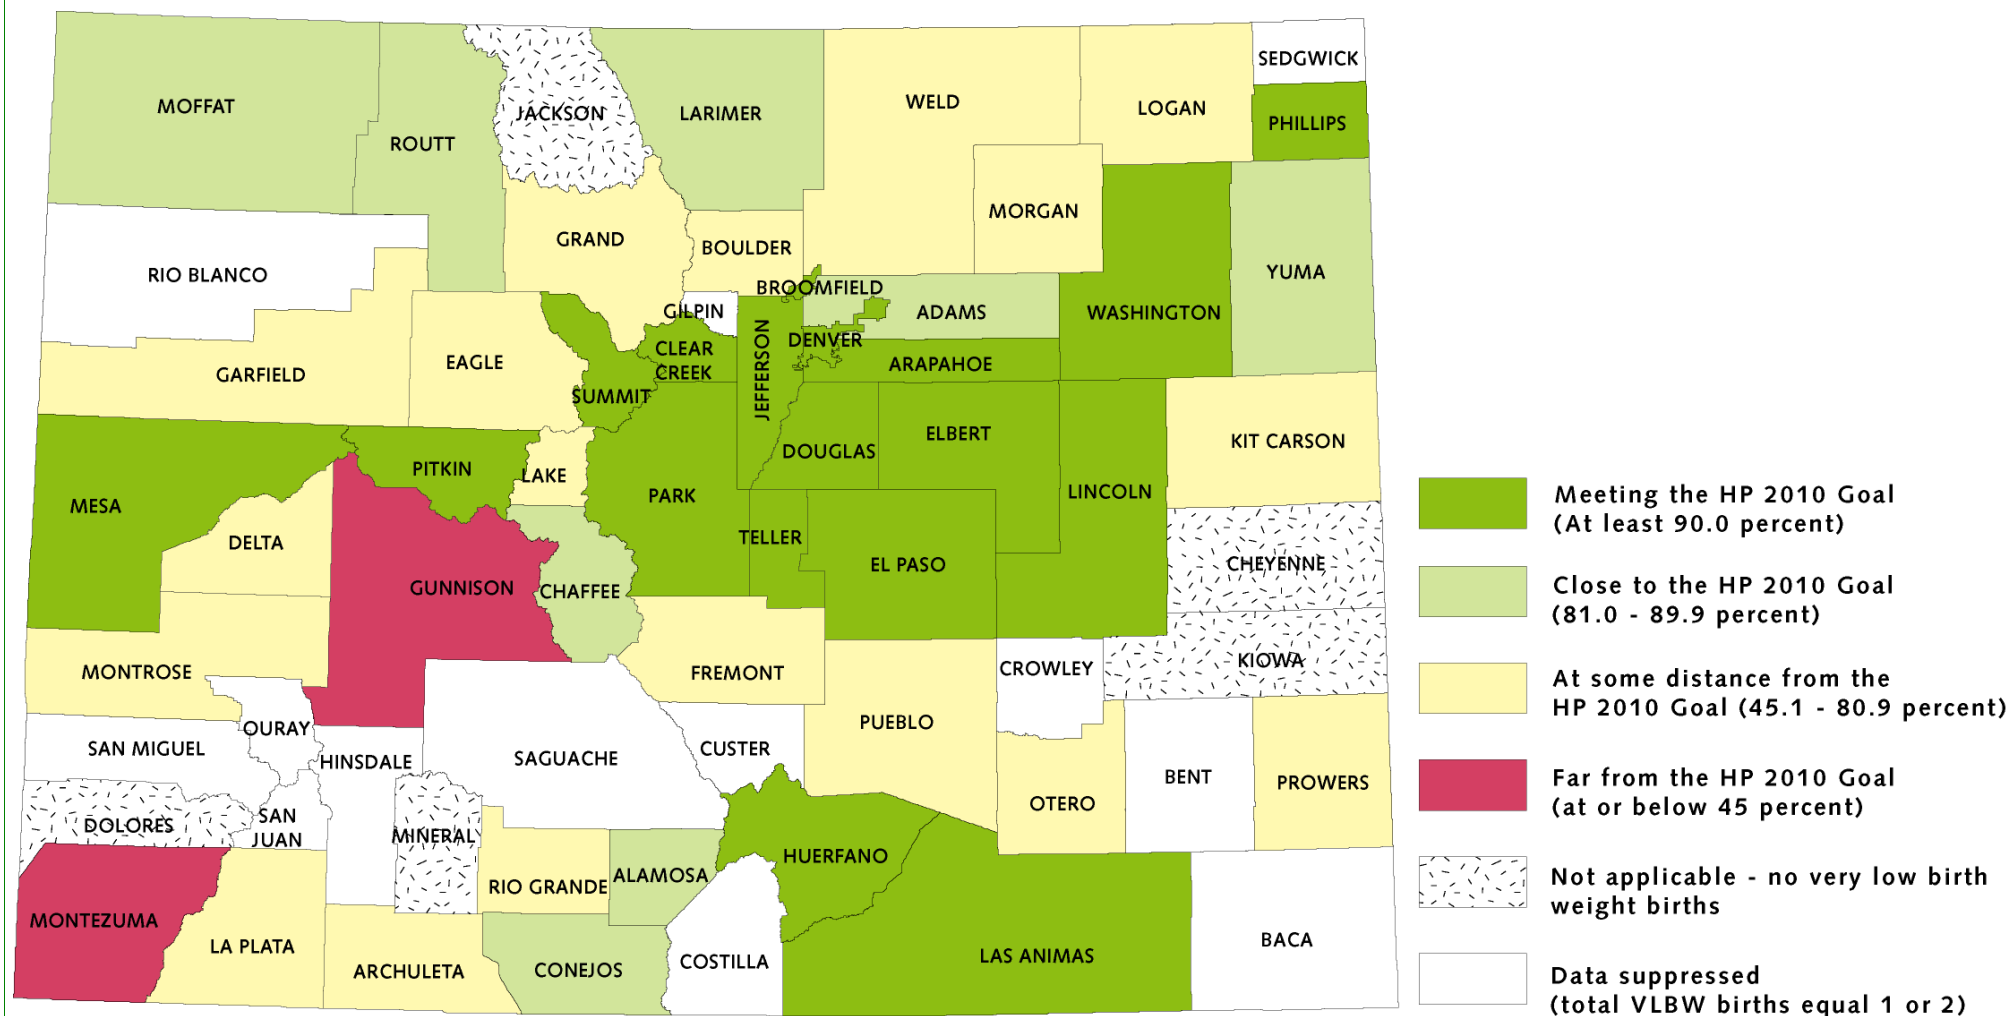 SEDGWICK
MOFFAT
JACKSON
LARIMER
WELD
LOGAN
PHILLIPS
ROUTT
MORGAN
GRAND
BOULDER
RIO BLANCO
YUMA
BROOMFIELD
GILPIN
ADAMS
WASHINGTON
DENVER
CLEAR
CREEK
JEFFERSON
ARAPAHOE
EAGLE
GARFIELD
SUMMIT
ELBERT
KIT CARSON
DOUGLAS
PITKIN
LAKE
PARK
LINCOLN
MESA
TELLER
DELTA
EL PASO
CHEYENNE
GUNNISON
CHAFFEE
KIOWA
CROWLEY
MONTROSE
FREMONT
PUEBLO
OURAY
SAN MIGUEL
CUSTER
SAGUACHE
HINSDALE
BENT
PROWERS
OTERO
SAN
JUAN
DOLORES
MINERAL
HUERFANO
ALAMOSA
RIO GRANDE
MONTEZUMA
BACA
LA PLATA
LAS ANIMAS
COSTILLA
CONEJOS
ARCHULETA
Meeting the HP 2010 Goal
(At least 90.0 percent)
Close to the HP 2010 Goal
(81.0 - 89.9 percent)
At some distance from the
HP 2010 Goal (45.1 - 80.9 percent)
Far from the HP 2010 Goal
(at or below 45 percent)
Not applicable - no very low birth
weight births
Data suppressed
(total VLBW births equal 1 or 2)